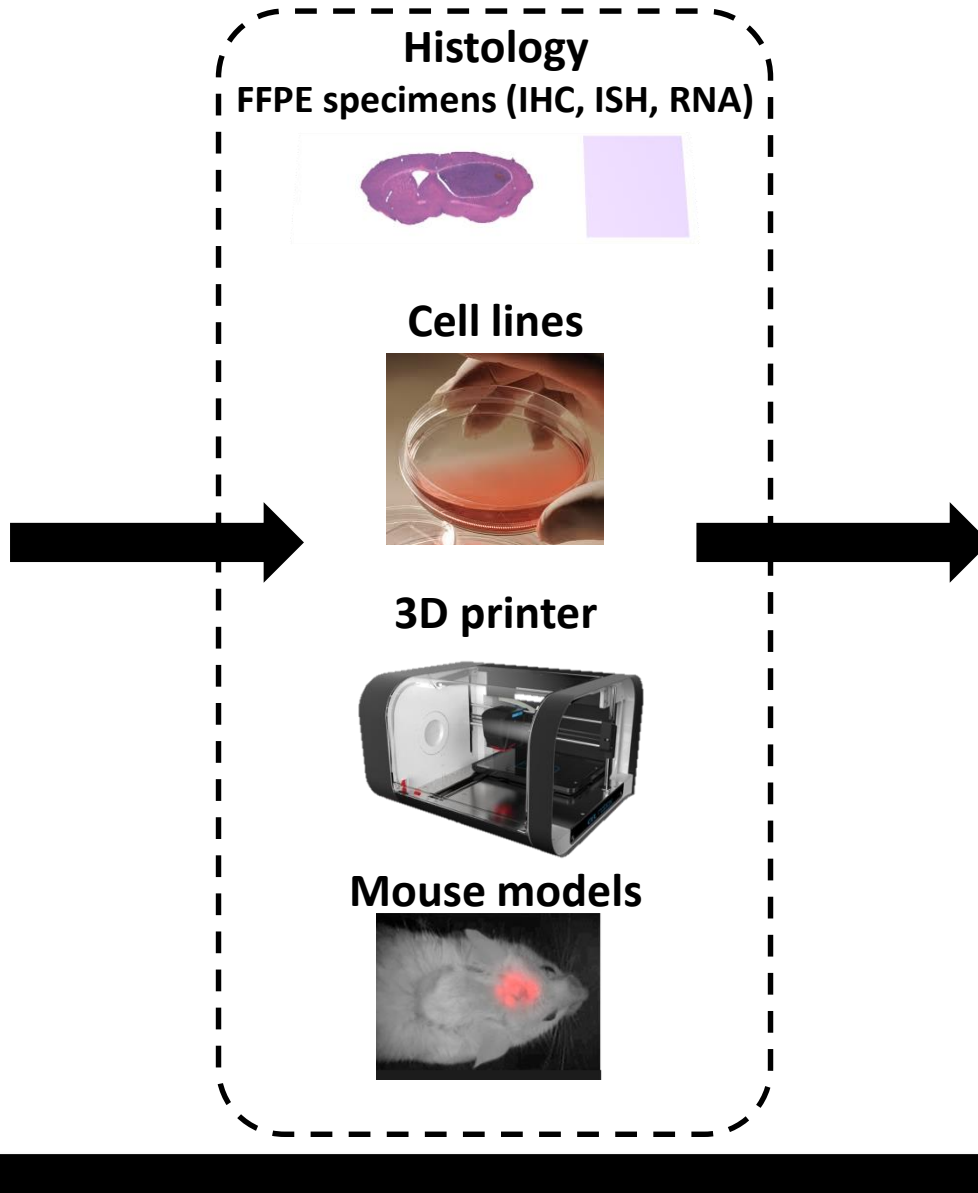 Histology
FFPE specimens (IHC, ISH, RNA)
Cell lines
3D printer
Mouse models